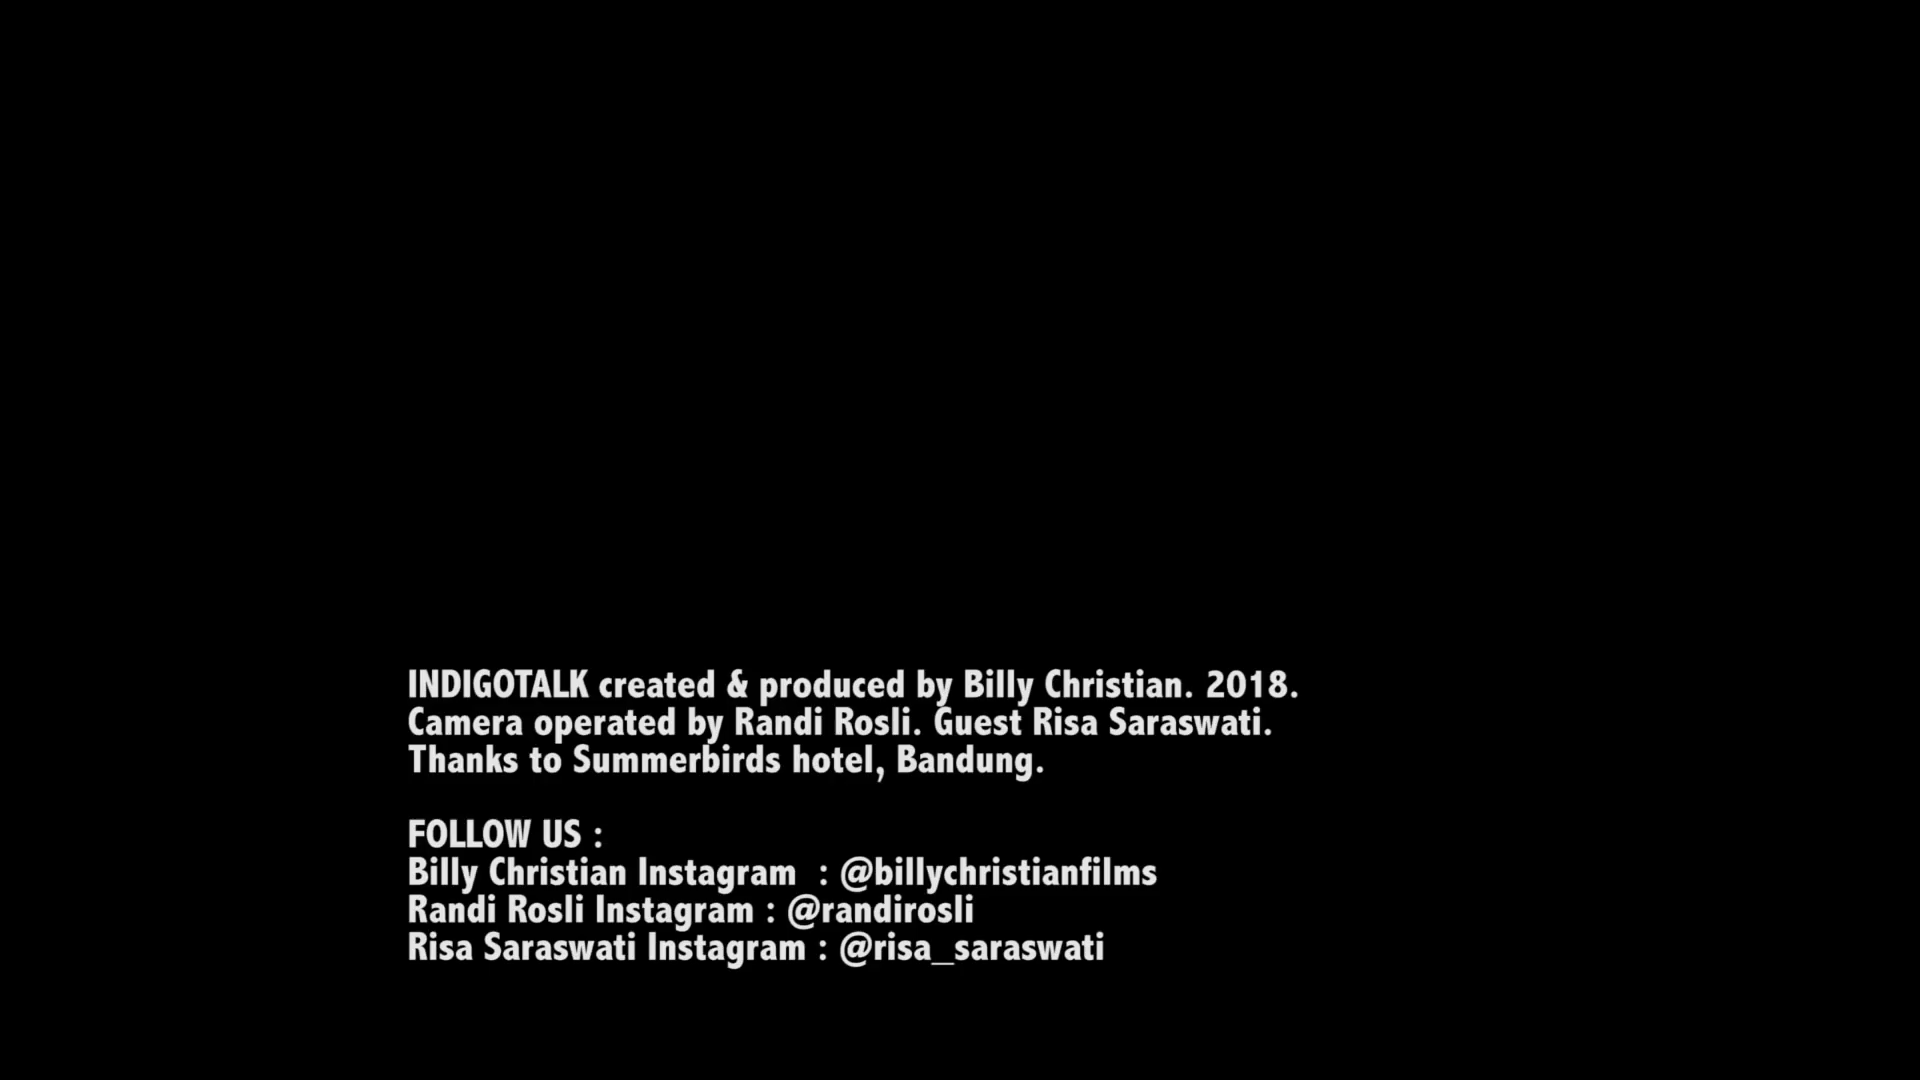 INDIGOTALK created & produced by Billy Christian. 2018.
Camera operated by Randi Rosli. Guest Risa Saraswati.
Thanks to Summerbirds hotel, Bandung.
FOLLOW US :
Billy Christian Instagram  : @billychristianfilms
Randi Rosli Instagram : @randirosli
Risa Saraswati Instagram : @risa_saraswati